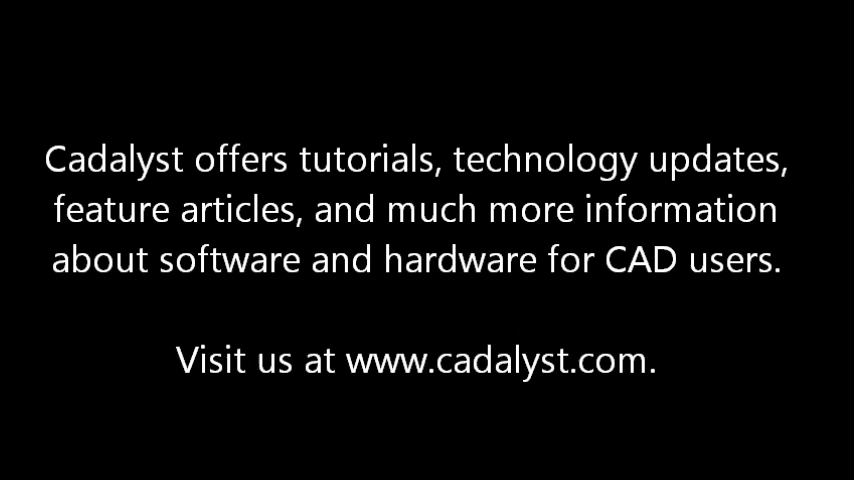 Cadalyst offers tutorials, technology updates,
feature articles, and much more information
about software and hardware for CAD users.
Visit us at www.cadalyst.com.